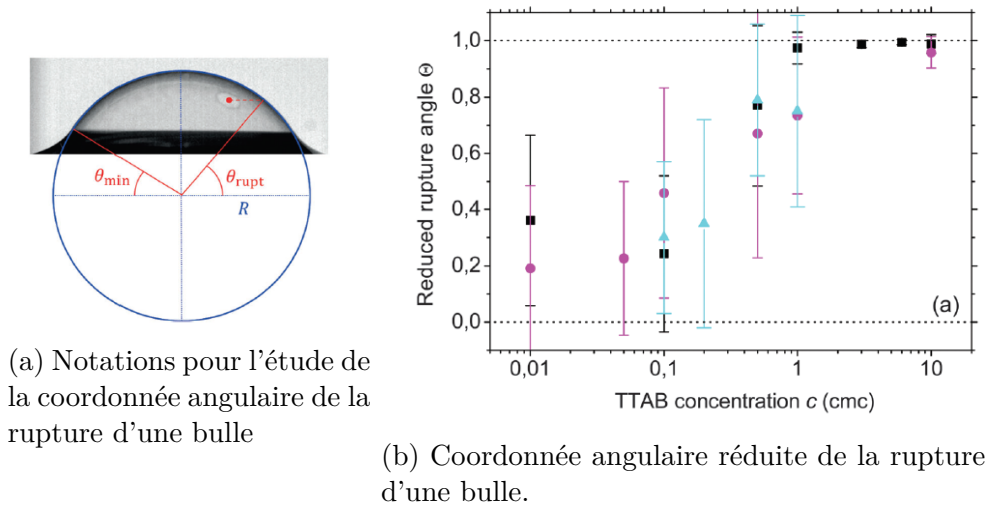 θmin
θrupt
R
(a) Notations pour l'étude de
la coordonnée angulaire de la
rupture d'une bulle
Reduced rupture angle Θ
1,0
0,8
0,6
0,4
0,2
0,0
(a)
0,01
0,1
1
10
TTAB concentration c (cmc)
(b) Coordonnée angulaire réduite de la rupture
d'une bulle.